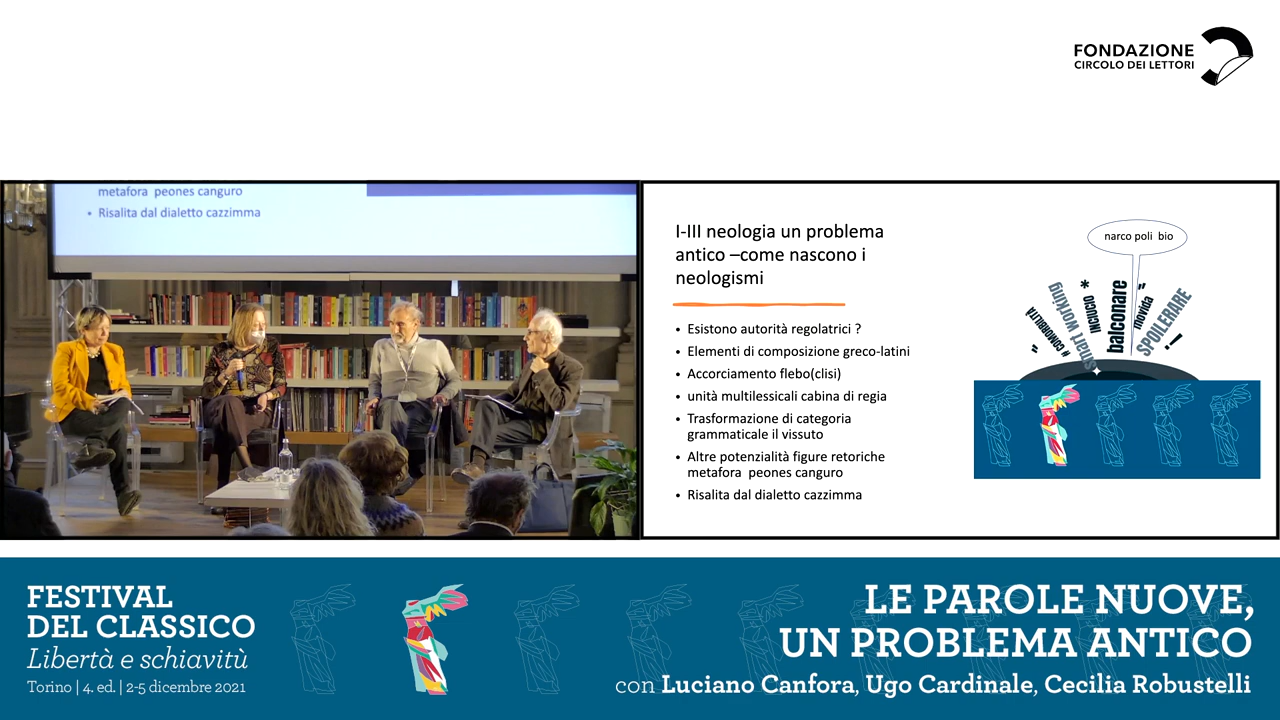 FONDAZIONE
CIRCOLO DEI LETTORI
metafora peones canguro
• Risalita dal dialetto cazzimma
I-III neologia un problema
antico –come nascono i
neologismi
• Esistono autorità regolatrici ?
• Elementi di composizione greco-latini
• Accorciamento flebo(clisi)
• unità multilessicali cabina di regia
• Trasformazione di categoria
grammaticale il vissuto
• Altre potenzialità figure retoriche
metafora peones canguro
• Risalita dal dialetto cazzimma
narco poli bio
smart working
INCIUCIO
*
balconare
movida
SPOILERARE
!
FESTIVAL
DEL CLASSICO
Libertà e schiavitù
Torino | 4. ed. | 2-5 dicembre 2021
LE PAROLE NUOVE,
UN PROBLEMA ANTICO
con Luciano Canfora, Ugo Cardinale, Cecilia Robustelli